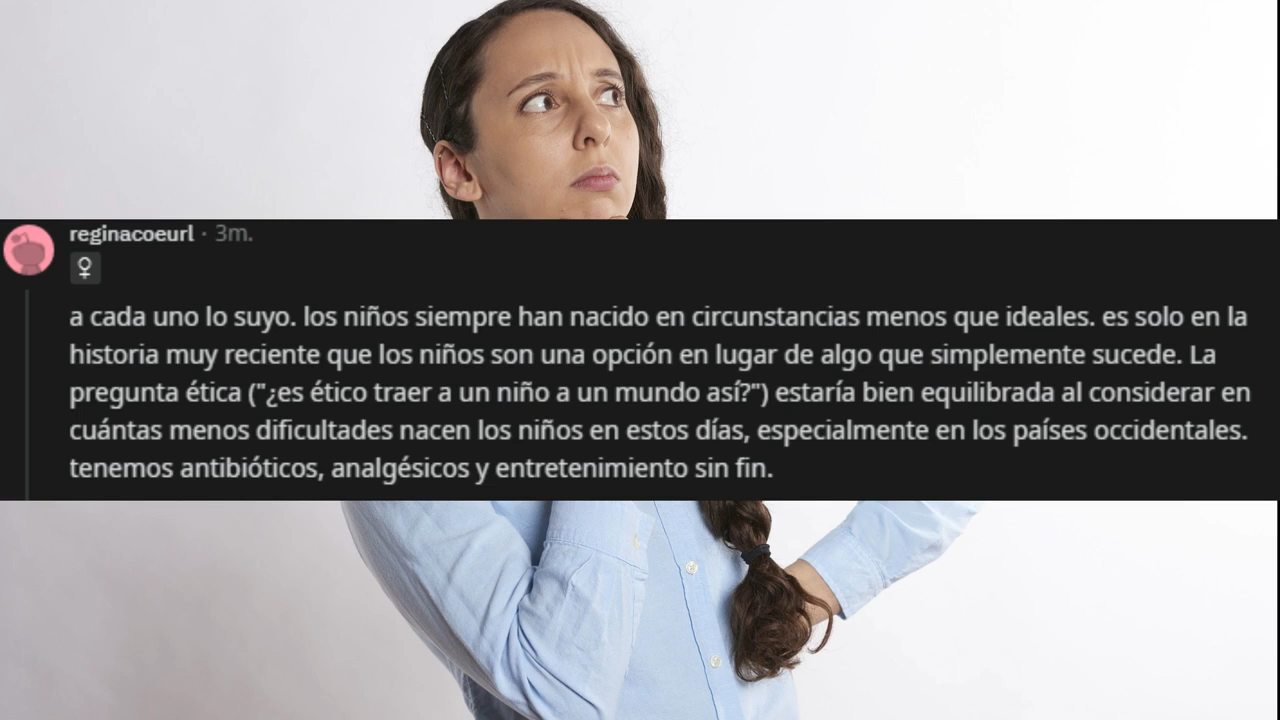 reginacoeurl · 3m.
♀
a cada uno lo suyo. los niños siempre han nacido en circunstancias menos que ideales. es solo en la
historia muy reciente que los niños son una opción en lugar de algo que simplemente sucede. La
pregunta ética ("¿es ético traer a un niño a un mundo así?") estaría bien equilibrada al considerar en
cuántas menos dificultades nacen los niños en estos días, especialmente en los países occidentales.
tenemos antibióticos, analgésicos y entretenimiento sin fin.